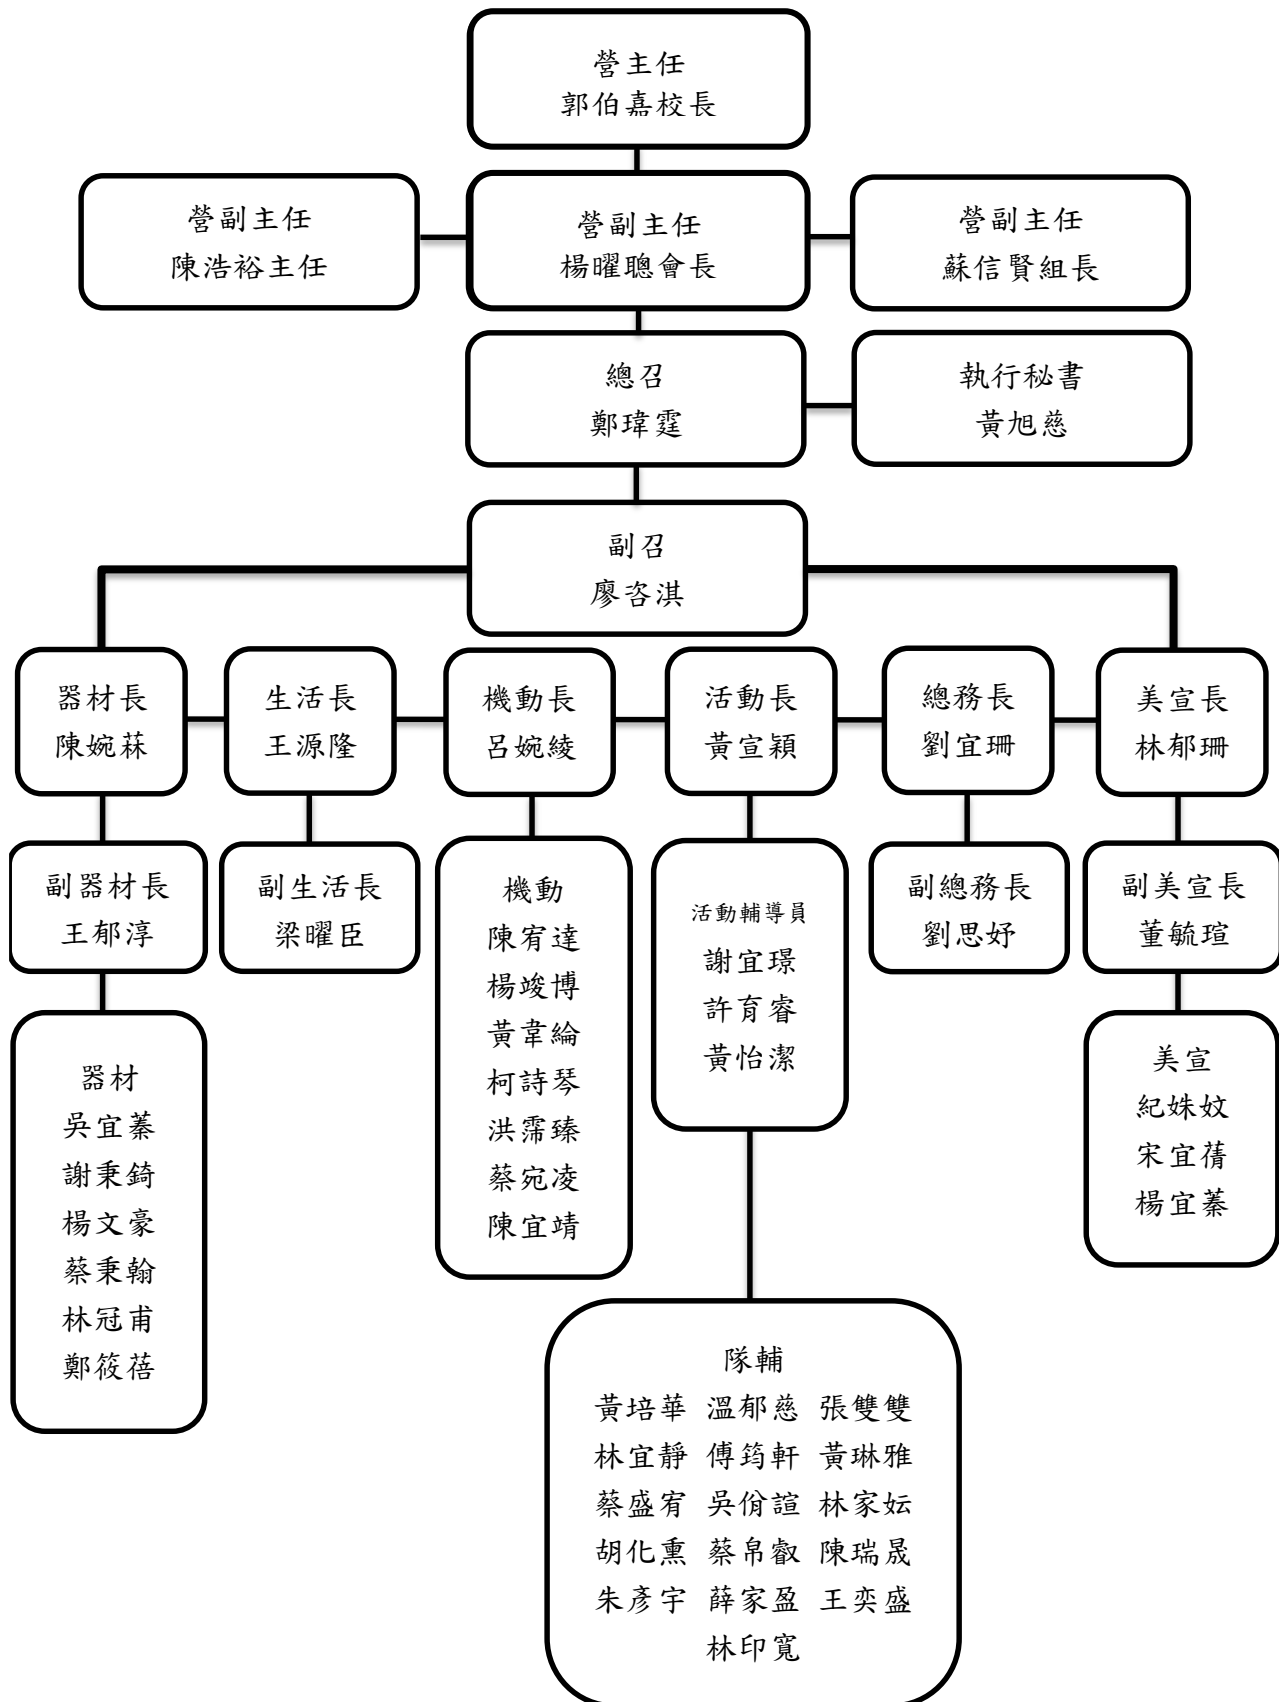 營主任
郭伯嘉校長
營副主任
陳浩裕主任
營副主任
楊曜聰會長
營副主任
蘇信賢組長
總召
鄭瑋霆
執行秘書
黃旭慈
副召
廖咨淇
器材長
陳婉菻
生活長
王源隆
機動長
呂婉綾
活動長
黃宣穎
總務長
劉宜珊
美宣長
林郁珊
副器材長
王郁淳
副生活長
梁曜臣
機動
陳宥達
楊竣博
黃韋綸
柯詩琴
洪霈臻
蔡宛凌
陳宜靖
活動輔導員
謝宜璟
許育睿
黃怡潔
副總務長
劉思妤
副美宣長
董毓瑄
器材
吳宜蓁
謝秉錡
楊文豪
蔡秉翰
林冠甫
鄭筱蓓
美宣
紀姝妏
宋宜蒨
楊宜蓁
隊輔
黃培華 溫郁慈 張雙雙
林宜靜 傅筠軒 黃琳雅
蔡盛宥 吳佾諠 林家妘
胡化熏 蔡帛叡 陳瑞晟
朱彥宇 薛家盈 王奕盛
林印寬